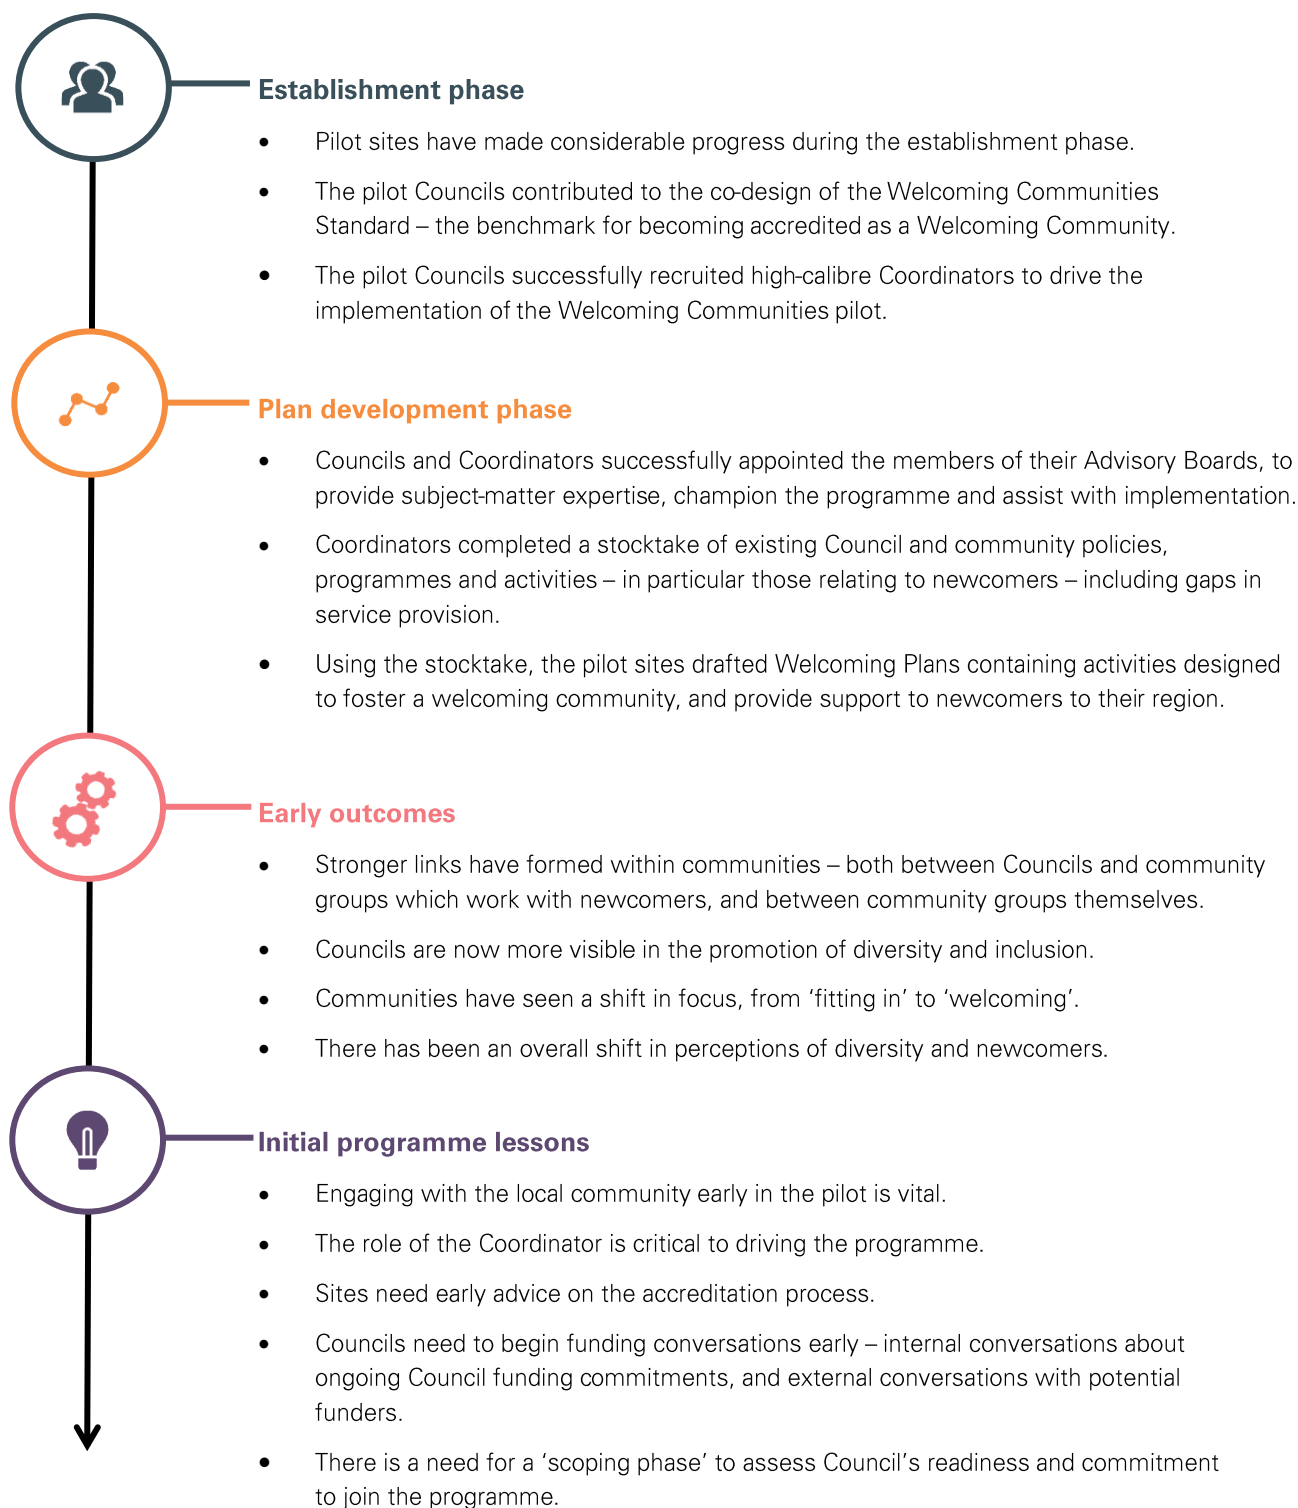 Establishment phase
• Pilot sites have made considerable progress during the establishment phase.
• The pilot Councils contributed to the co-design of the Welcoming Communities
Standard – the benchmark for becoming accredited as a Welcoming Community.
• The pilot Councils successfully recruited high-calibre Coordinators to drive the
implementation of the Welcoming Communities pilot.
Plan development phase
• Councils and Coordinators successfully appointed the members of their Advisory Boards, to
provide subject-matter expertise, champion the programme and assist with implementation.
• Coordinators completed a stocktake of existing Council and community policies,
programmes and activities – in particular those relating to newcomers – including gaps in
service provision.
• Using the stocktake, the pilot sites drafted Welcoming Plans containing activities designed
to foster a welcoming community, and provide support to newcomers to their region.
Early outcomes
• Stronger links have formed within communities – both between Councils and community
groups which work with newcomers, and between community groups themselves.
• Councils are now more visible in the promotion of diversity and inclusion.
• Communities have seen a shift in focus, from ‘fitting in’ to ‘welcoming’.
• There has been an overall shift in perceptions of diversity and newcomers.
Initial programme lessons
• Engaging with the local community early in the pilot is vital.
• The role of the Coordinator is critical to driving the programme.
• Sites need early advice on the accreditation process.
• Councils need to begin funding conversations early – internal conversations about
ongoing Council funding commitments, and external conversations with potential
funders.
• There is a need for a ‘scoping phase’ to assess Council’s readiness and commitment
to join the programme.